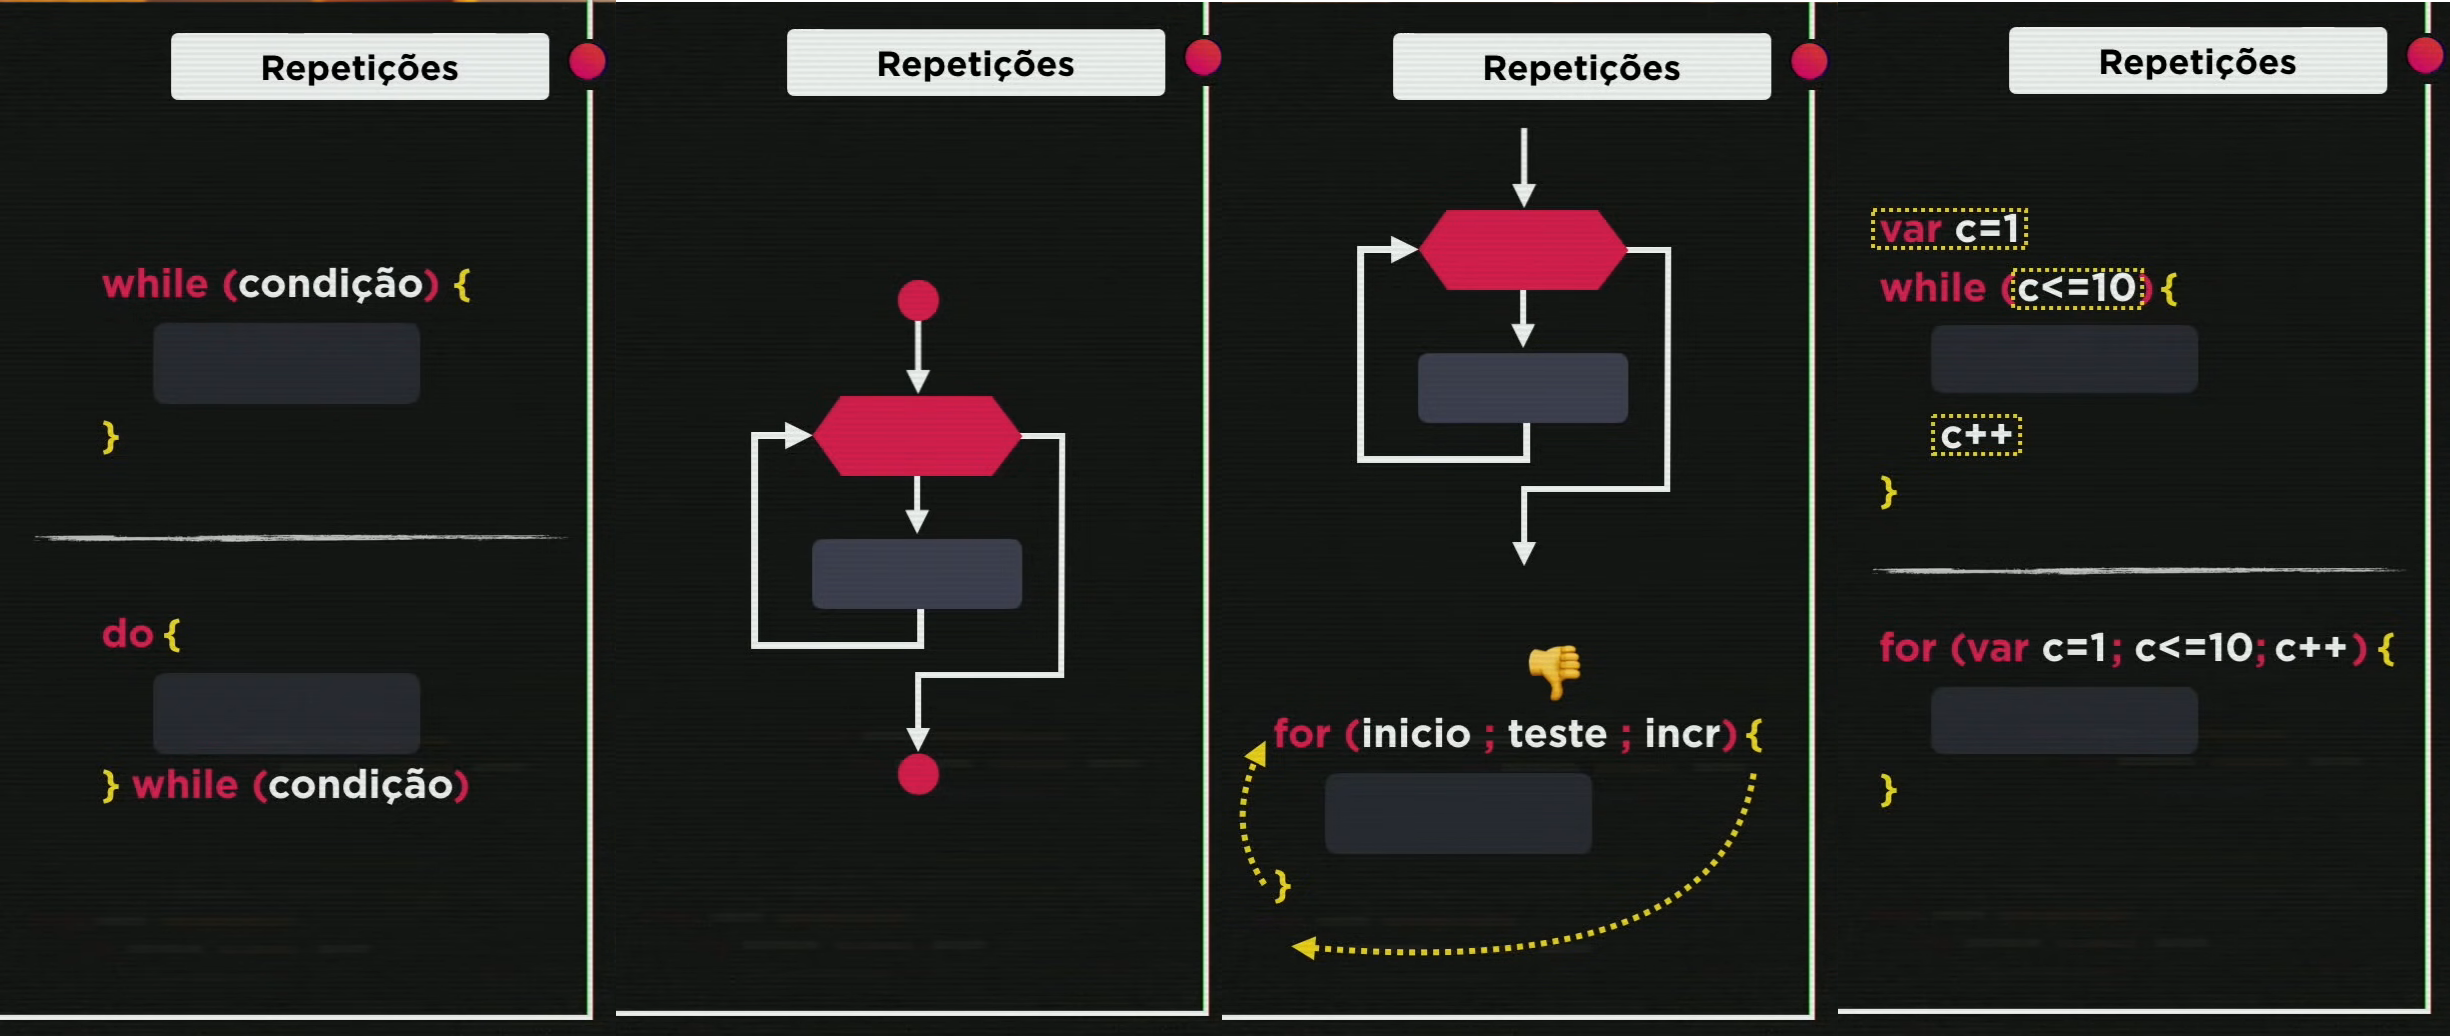 Repetições
while (condição) {
}
do {
} while (condição)
Repetições
Repetições
for (inicio ; teste ; incr) {
}
Repetições
var c=1
while (c<=10) {
c++
}
for (var c=1; c<=10; c++) {
}